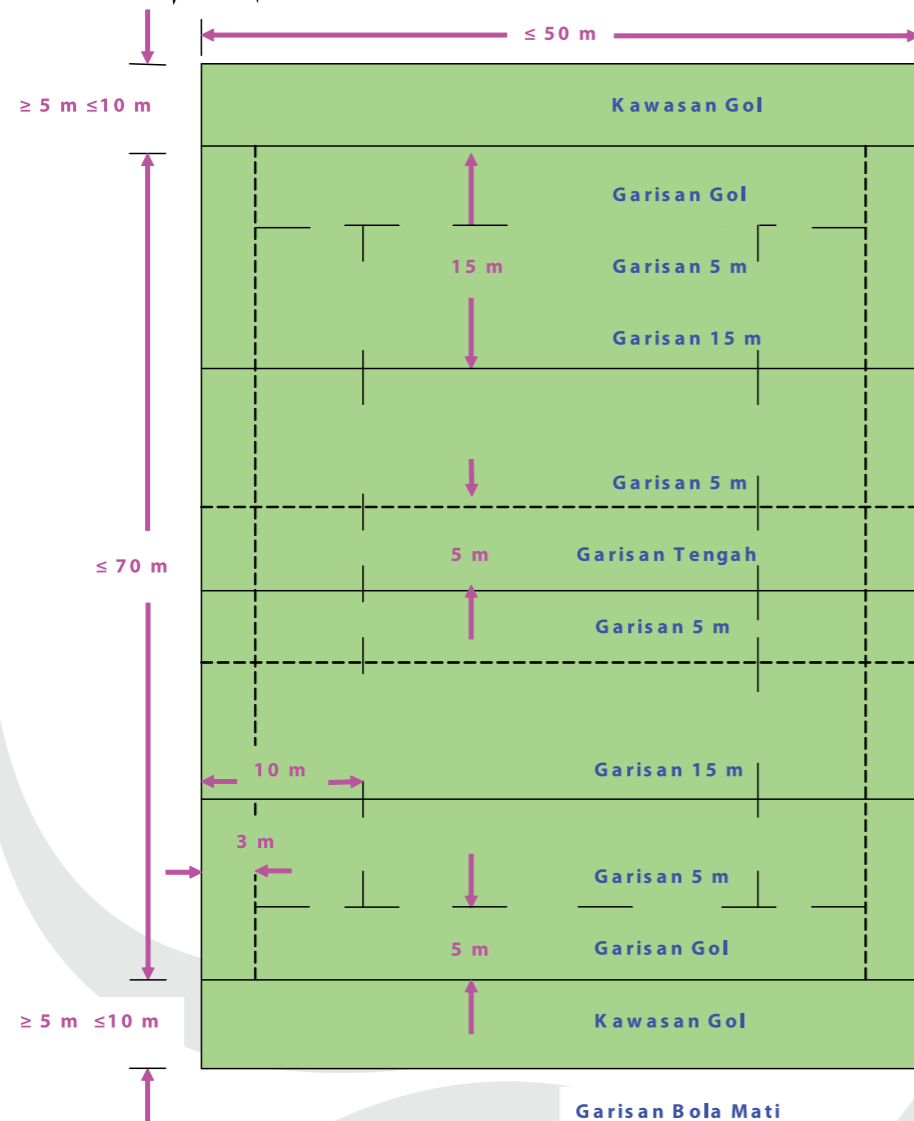 ≤ 50 m
≥ 5 m ≤10 m
Kawasan Gol
Garisan Gol
15 m
Garisan 5 m
Garisan 15 m
Garisan 5 m
≤ 70 m
5 m
Garisan Tengah
Garisan 5 m
10 m
Garisan 15 m
3 m
Garisan 5 m
5 m
Garisan Gol
≥ 5 m ≤10 m
Kawasan Gol
Garisan Bola Mati